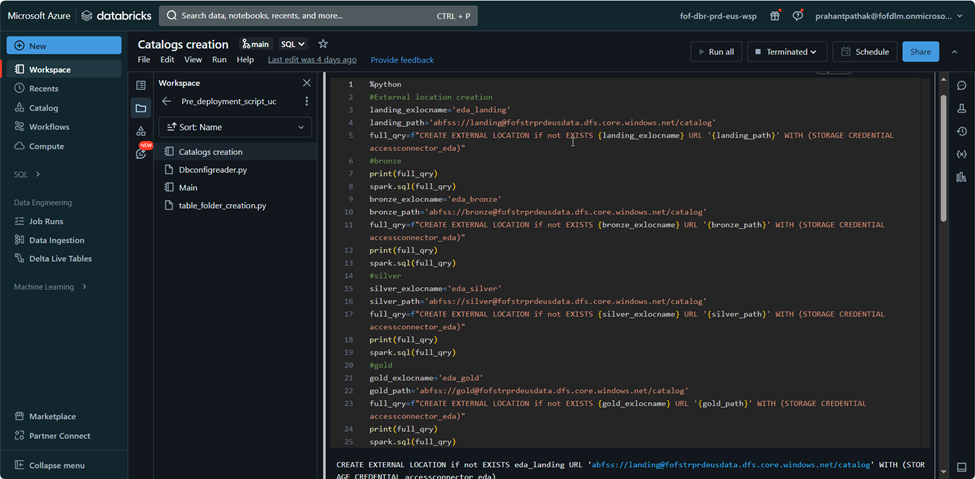 Microsoft Azure databricks Search data, notebooks, recents, and more... CTRL + P fof-dbr-prd-eus-wsp prahantpathak@fofdlm.onmicroso...
New
Workspace
Recents
Catalog
Workflows
Compute
SQL
Data Engineering
Job Runs
Data Ingestion
Delta Live Tables
Machine Learning
Marketplace
Partner Connect
Collapse menu
Catalogs creation main SQL
File Edit View Run Help Last edit was 4 days ago Provide feedback
Run all Terminated Schedule Share
NEW
Workspace
Pre_deployment_script_uc
Sort: Name
Catalogs creation
Dbconfigreader.py
Main
table_folder_creation.py
1 %python
2 #External location creation
3 landing_exlocname='eda_landing'
4 landing_path='abfss://landing@fofstrprdeusdata.dfs.core.windows.net/catalog'
5 full_qry=f"CREATE EXTERNAL LOCATION if not EXISTS {landing_exlocname} URL '{landing_path}' WITH (STORAGE CREDENTIAL
accessconnector_eda)"
6 #bronze
7 print(full_qry)
8 spark.sql(full_qry)
9 bronze_exlocname='eda_bronze'
10 bronze_path='abfss://bronze@fofstrprdeusdata.dfs.core.windows.net/catalog'
11 full_qry=f"CREATE EXTERNAL LOCATION if not EXISTS {bronze_exlocname} URL '{bronze_path}' WITH (STORAGE CREDENTIAL
accessconnector_eda)"
12 print(full_qry)
13 spark.sql(full_qry)
14 #silver
15 silver_exlocname='eda_silver'
16 silver_path='abfss://silver@fofstrprdeusdata.dfs.core.windows.net/catalog'
17 full_qry=f"CREATE EXTERNAL LOCATION if not EXISTS {silver_exlocname} URL '{silver_path}' WITH (STORAGE CREDENTIAL
accessconnector_eda)"
18 print(full_qry)
19 spark.sql(full_qry)
20 #gold
21 gold_exlocname='eda_gold'
22 gold_path='abfss://gold@fofstrprdeusdata.dfs.core.windows.net/catalog'
23 full_qry=f"CREATE EXTERNAL LOCATION if not EXISTS {gold_exlocname} URL '{gold_path}' WITH (STORAGE CREDENTIAL
accessconnector_eda)"
24 print(full_qry)
25 spark.sql(full_qry)
CREATE EXTERNAL LOCATION if not EXISTS eda_landing URL 'abfss://landing@fofstrprdeusdata.dfs.core.windows.net/catalog' WITH (STOR
AGE CREDENTIAL accessconnector_eda)